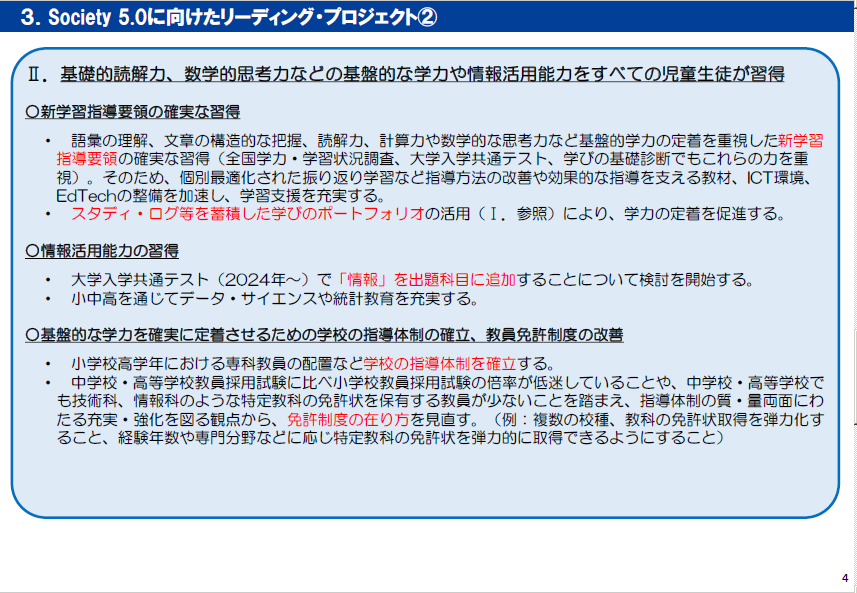 3. Society 5.0に向けたリーディング・プロジェクト②
Ⅱ．基礎的読解力、数学的思考力などの基盤的な学力や情報活用能力をすべての児童生徒が習得
〇新学習指導要領の確実な習得
・ 語彙の理解、文章の構造的な把握、読解力、計算力や数学的な思考力など基盤的学力の定着を重視した新学習
指導要領の確実な習得（全国学力・学習状況調査、大学入学共通テスト、学びの基礎診断でもこれらの力を重
視）。そのため、個別最適化された振り返り学習など指導方法の改善や効果的な指導を支える教材、ICT環境、
EdTechの整備を加速し、学習支援を充実する。
・ スタディ・ログ等を蓄積した学びのポートフォリオの活用（Ⅰ．参照）により、学力の定着を促進する。
〇情報活用能力の習得
・ 大学入学共通テスト（2024年～）で「情報」を出題科目に追加することについて検討を開始する。
・ 小中高を通じてデータ・サイエンスや統計教育を充実する。
〇基盤的な学力を確実に定着させるための学校の指導体制の確立、教員免許制度の改善
・ 小学校高学年における専科教員の配置など学校の指導体制を確立する。
・ 中学校・高等学校教員採用試験に比べ小学校教員採用試験の倍率が低迷していることや、中学校・高等学校で
も技術科、情報科のような特定教科の免許状を保有する教員が少ないことを踏まえ、指導体制の質・量両面にわ
たる充実・強化を図る観点から、免許制度の在り方を見直す。（例：複数の校種、教科の免許状取得を弾力化す
ること、経験年数や専門分野などに応じ特定教科の免許状を弾力的に取得できるようにすること）
4